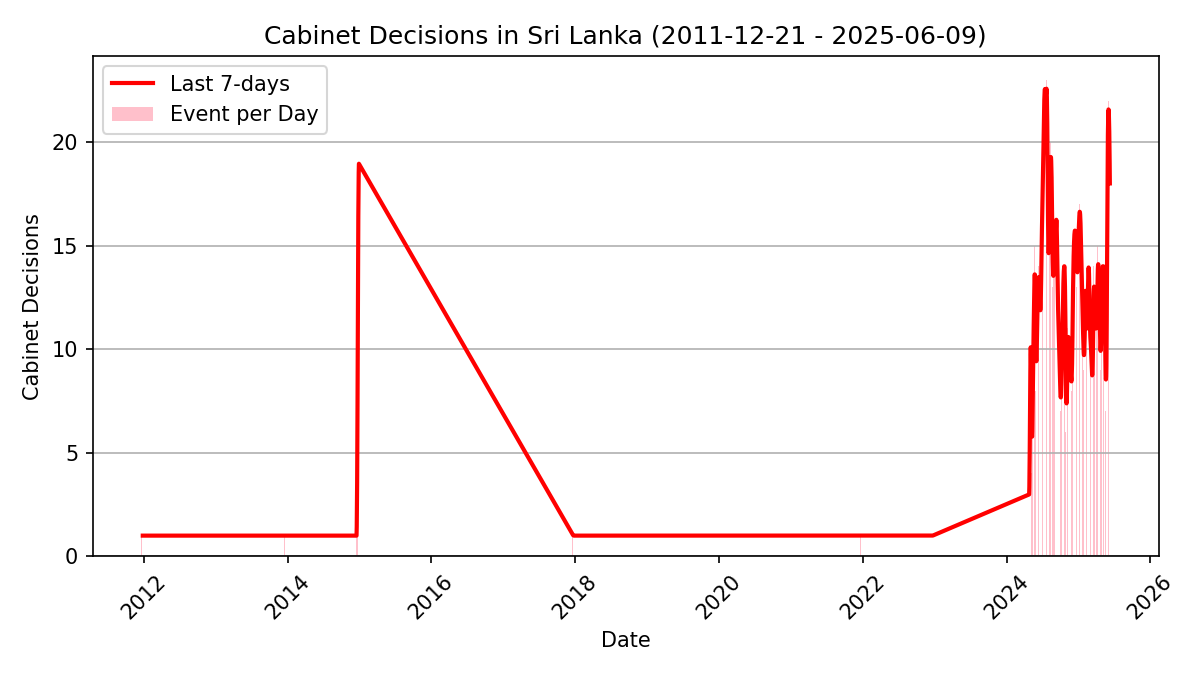 Cabinet Decisions in Sri Lanka (2011-12-21 - 2025-06-09)
Last 7-days
Event per Day
Cabinet Decisions
20
15
10
5
0
2012 2014 2016 2018 2020 2022 2024 2026
Date